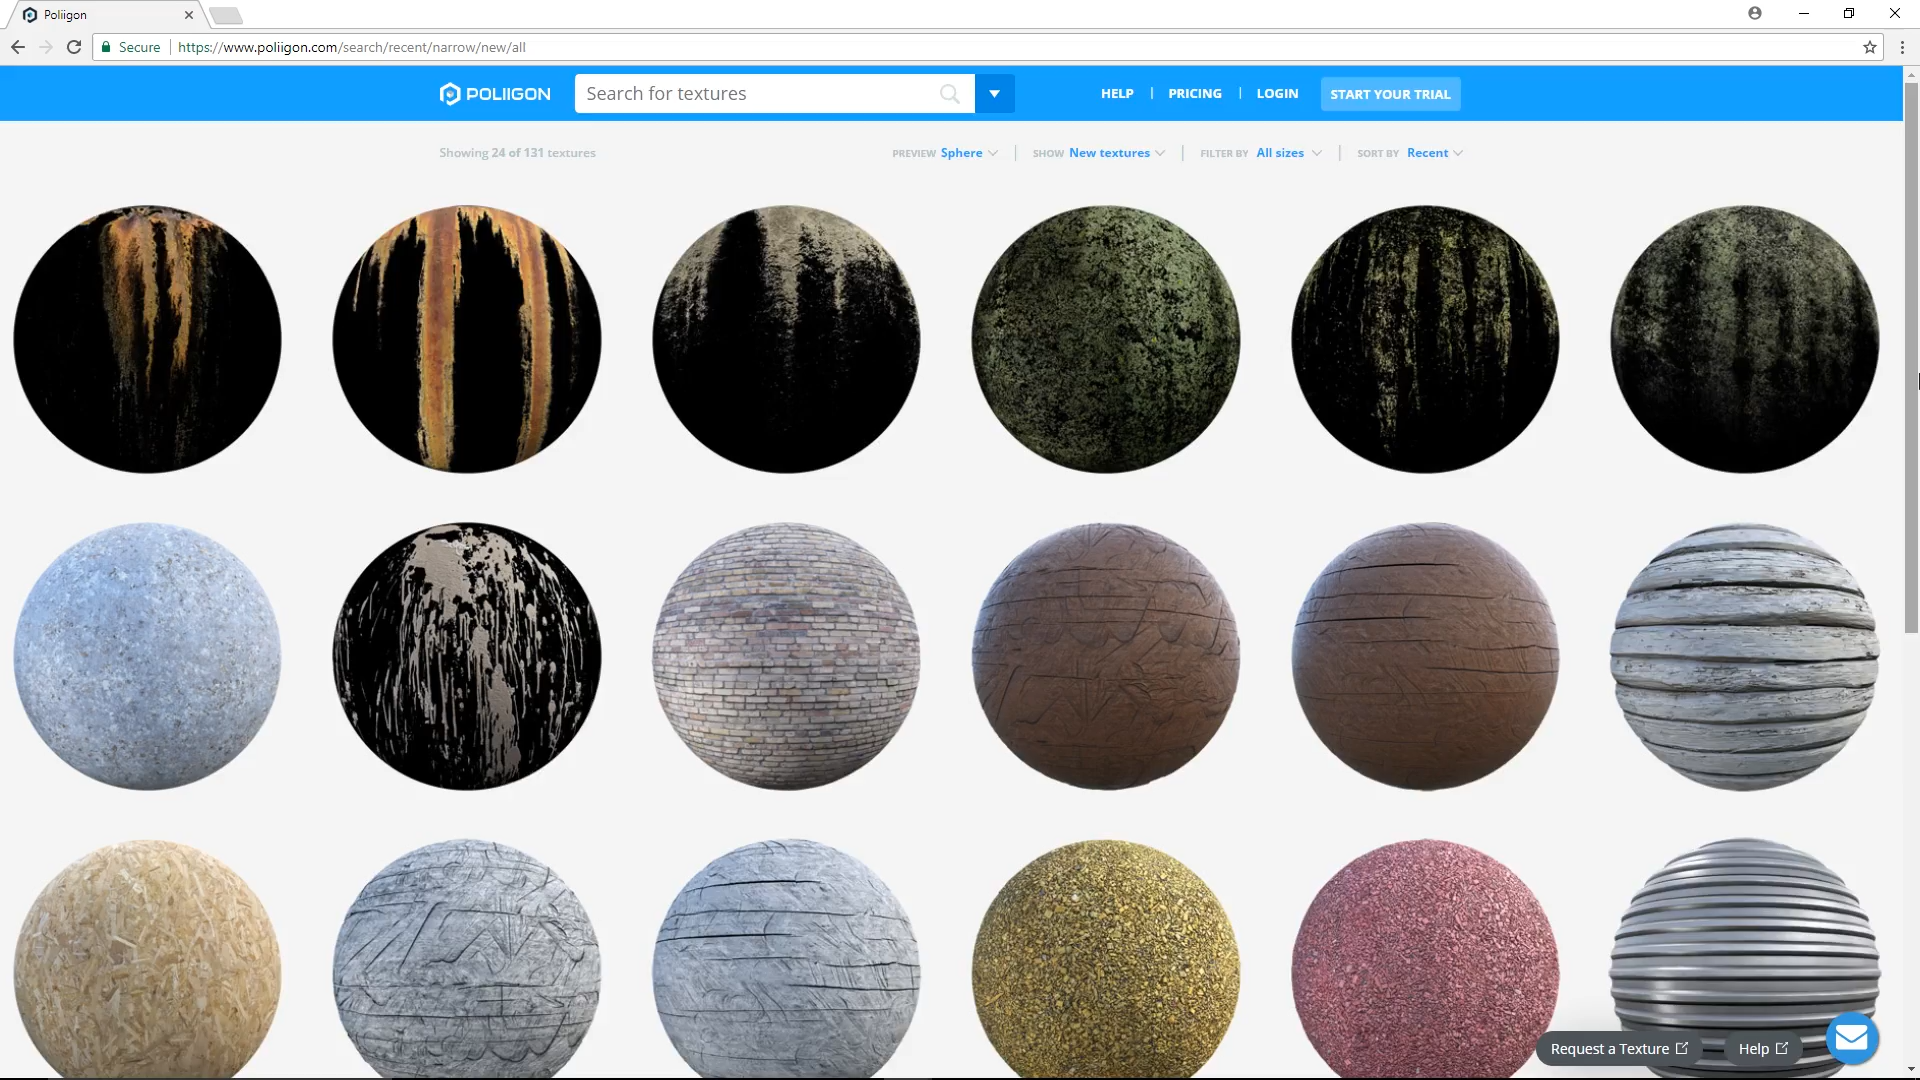 Poliigon
Secure https://www.poliigon.com/search/recent/narrow/new/all
POLIIGON Search for textures HELP | PRICING | LOGIN START YOUR TRIAL
Showing 24 of 131 textures PREVIEW Sphere | SHOW New textures | FILTER BY All sizes | SORT BY Recent
Request a Texture Help